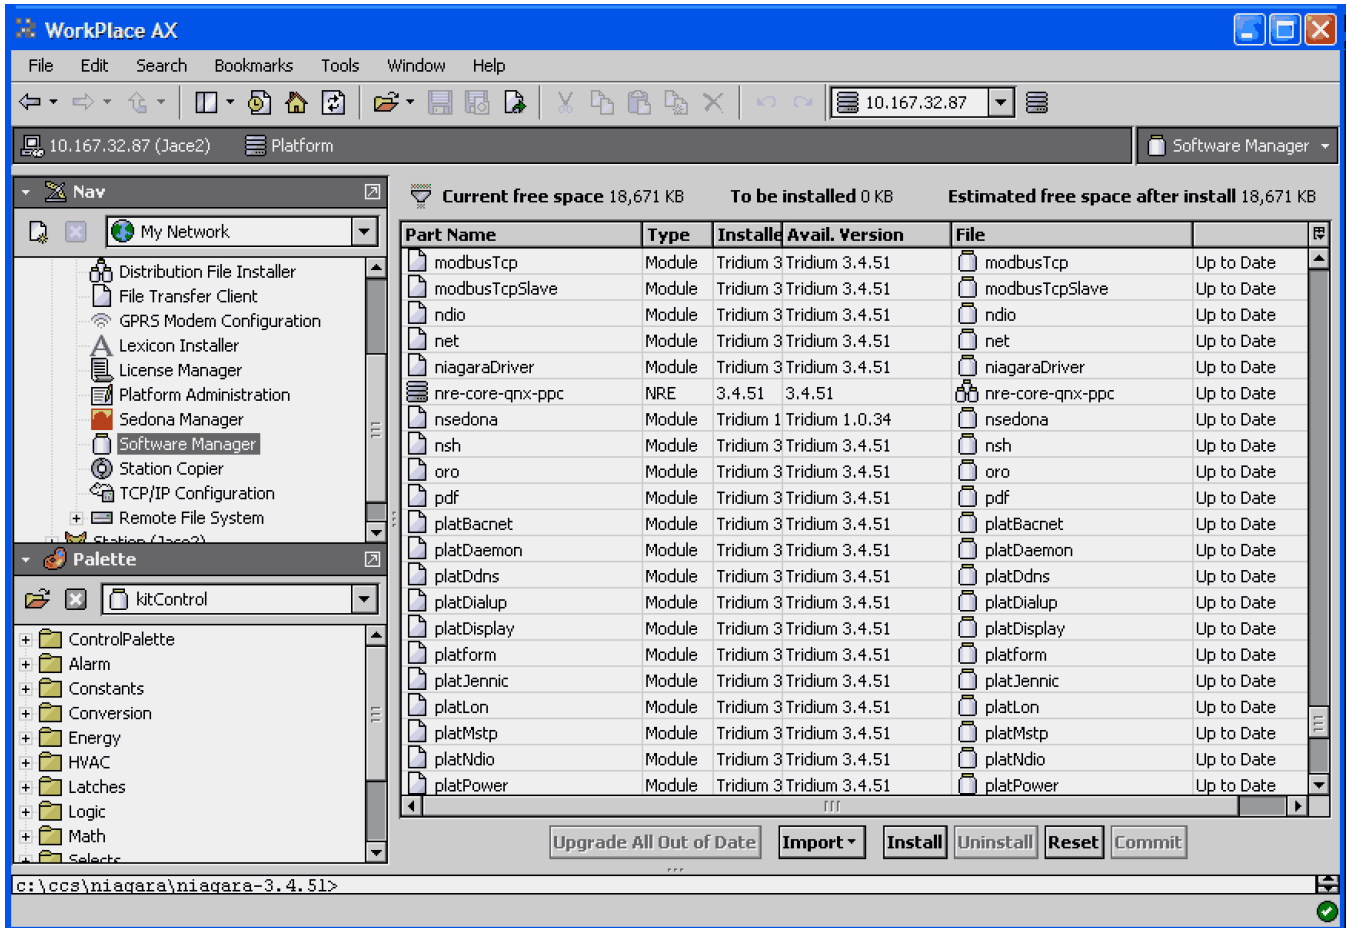 WorkPlace AX
File Edit Search Bookmarks Tools Window Help
10.167.32.87
10.167.32.87 (Jace2) Platform Software Manager
Nav
My Network
Distribution File Installer
File Transfer Client
GPRS Modem Configuration
Lexicon Installer
License Manager
Platform Administration
Sedona Manager
Software Manager
Station Copier
TCP/IP Configuration
Remote File System
Station (Jace2)
Palette
kitControl
ControlPalette
Alarm
Constants
Conversion
Energy
HVAC
Latches
Logic
Math
Selects
Current free space 18,671 KB To be installed 0 KB Estimated free space after install 18,671 KB
Part Name Type Installe Avail. Version File
modbusTcp Module Tridium 3 Tridium 3.4.51 modbusTcp Up to Date
modbusTcpSlave Module Tridium 3 Tridium 3.4.51 modbusTcpSlave Up to Date
ndio Module Tridium 3 Tridium 3.4.51 ndio Up to Date
net Module Tridium 3 Tridium 3.4.51 net Up to Date
niagaraDriver Module Tridium 3 Tridium 3.4.51 niagaraDriver Up to Date
nre-core-qnx-ppc NRE 3.4.51 3.4.51 nre-core-qnx-ppc Up to Date
nsedona Module Tridium 1 Tridium 1.0.34 nsedona Up to Date
nsh Module Tridium 3 Tridium 3.4.51 nsh Up to Date
oro Module Tridium 3 Tridium 3.4.51 oro Up to Date
pdf Module Tridium 3 Tridium 3.4.51 pdf Up to Date
platBacnet Module Tridium 3 Tridium 3.4.51 platBacnet Up to Date
platDaemon Module Tridium 3 Tridium 3.4.51 platDaemon Up to Date
platDdns Module Tridium 3 Tridium 3.4.51 platDdns Up to Date
platDialup Module Tridium 3 Tridium 3.4.51 platDialup Up to Date
platDisplay Module Tridium 3 Tridium 3.4.51 platDisplay Up to Date
platform Module Tridium 3 Tridium 3.4.51 platform Up to Date
platJennic Module Tridium 3 Tridium 3.4.51 platJennic Up to Date
platLon Module Tridium 3 Tridium 3.4.51 platLon Up to Date
platMstp Module Tridium 3 Tridium 3.4.51 platMstp Up to Date
platNdio Module Tridium 3 Tridium 3.4.51 platNdio Up to Date
platPower Module Tridium 3 Tridium 3.4.51 platPower Up to Date
Upgrade All Out of Date Import Install Uninstall Reset Commit
c:\ccs\niagara\niagara-3.4.51>